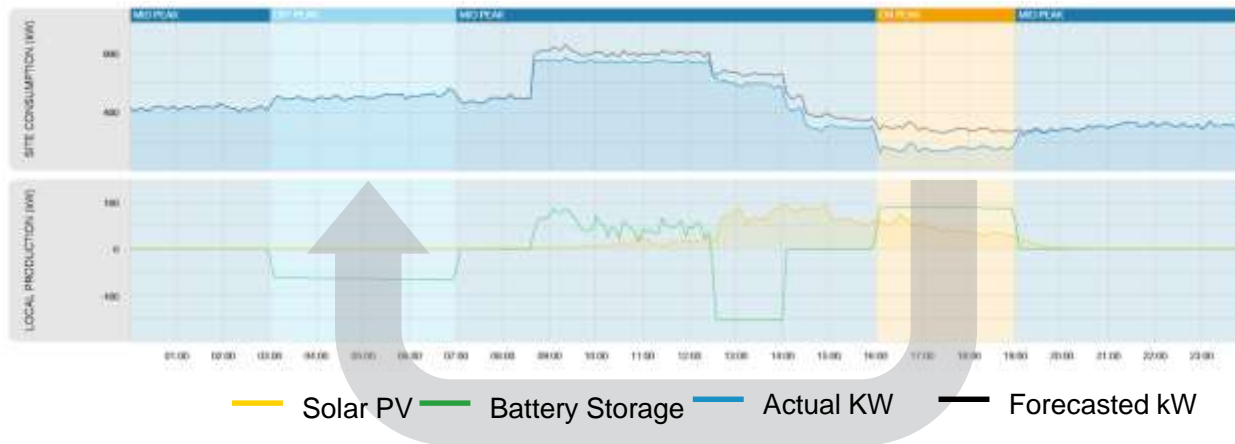 MID PEAK
OFF PEAK
MID PEAK
ON PEAK
MID PEAK
SITE CONSUMPTION (kW)
LOCAL PRODUCTION (kW)
100
0
-100
01:00 02:00 03:00 04:00 05:00 06:00 07:00 08:00 09:00 10:00 11:00 12:00 13:00 14:00 15:00 16:00 17:00 18:00 19:00 20:00 21:00 22:00 23:00
Solar PV Battery Storage Actual KW Forecasted kW